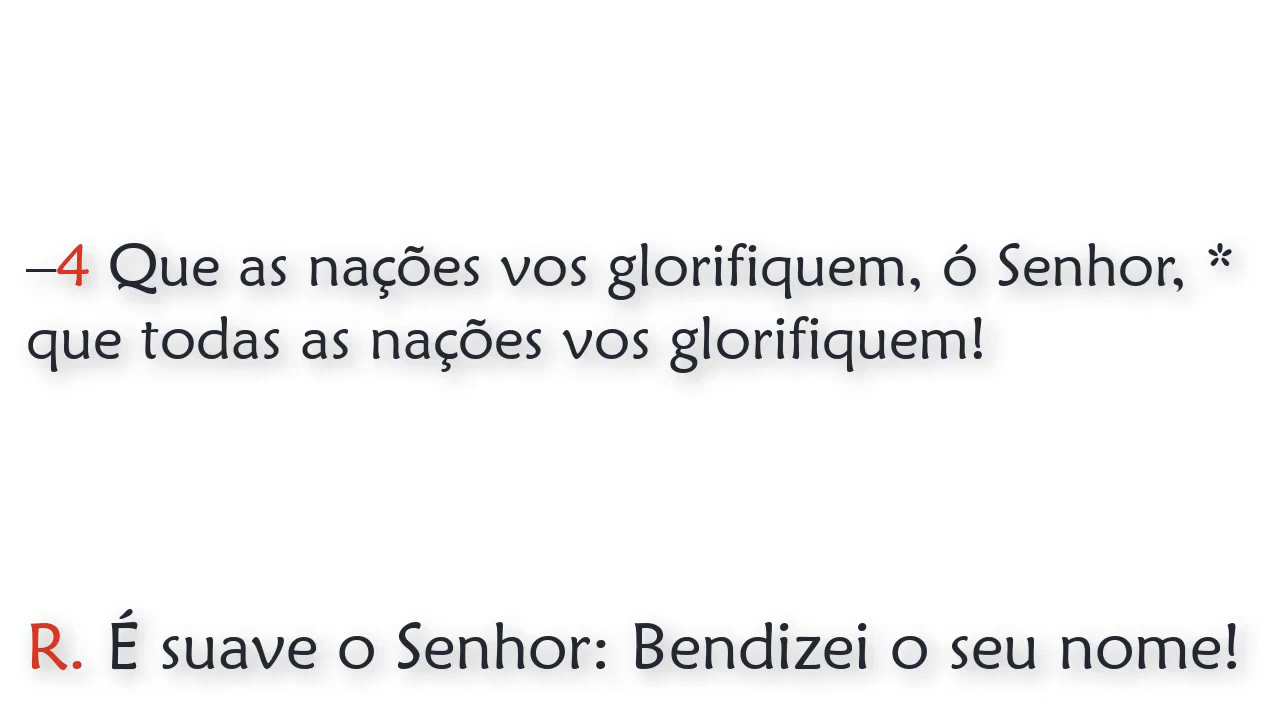 –4 Que as nações vos glorifiquem, ó Senhor, *
que todas as nações vos glorifiquem!
R. É suave o Senhor: Bendizei o seu nome!